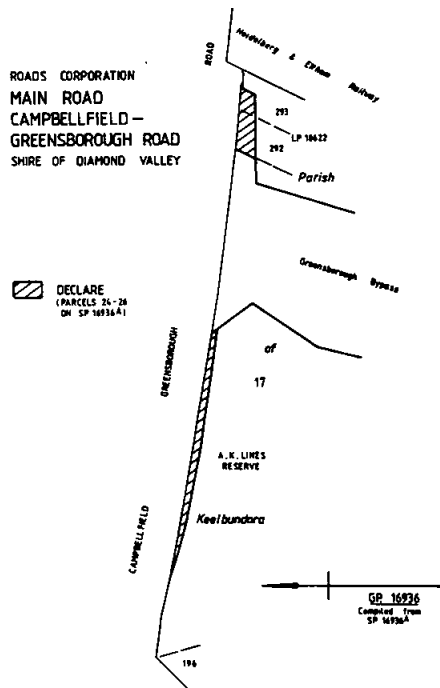 ROADS CORPORATION
MAIN ROAD
CAMPBELLFIELD-
GREENSBOROUGH ROAD
SHIRE OF DIAMOND VALLEY
ROAD
Heidelberg & Eltham Railway
293
LP 18622
292
Parish
Greensborough Bypass
DECLARE
(PARCELS 24-26
ON SP 16936A)
GREENSBOROUGH
of
17
A.K. LINES
RESERVE
Keelbundora
CAMPBELLFIELD
GP 16936
Compiled from
SP 16936A
196